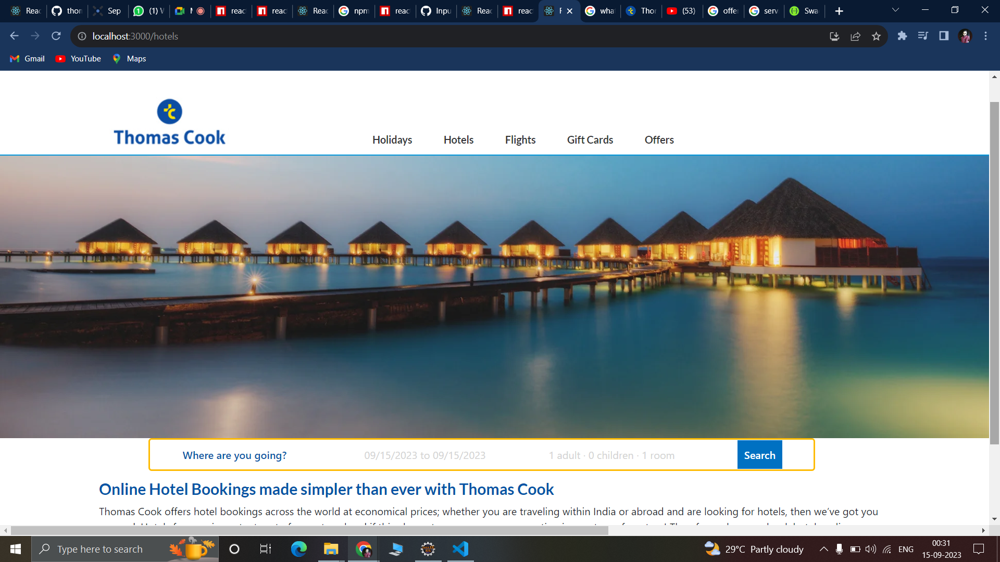 Reac
thon
Sep
(1) W
M
reac
reac
Reac
npm
reac
Inpu
Reac
reac
F
wha
Thor
(53)
offe
serv
Swa
localhost:3000/hotels
Gmail
YouTube
Maps
Thomas Cook
Holidays
Hotels
Flights
Gift Cards
Offers
Where are you going?
09/15/2023 to 09/15/2023
1 adult · 0 children · 1 room
Search
Online Hotel Bookings made simpler than ever with Thomas Cook
Thomas Cook offers hotel bookings across the world at economical prices; whether you are traveling within India or abroad and are looking for hotels, then we’ve got you
Type here to search
29°C Partly cloudy
ENG
00:31
15-09-2023